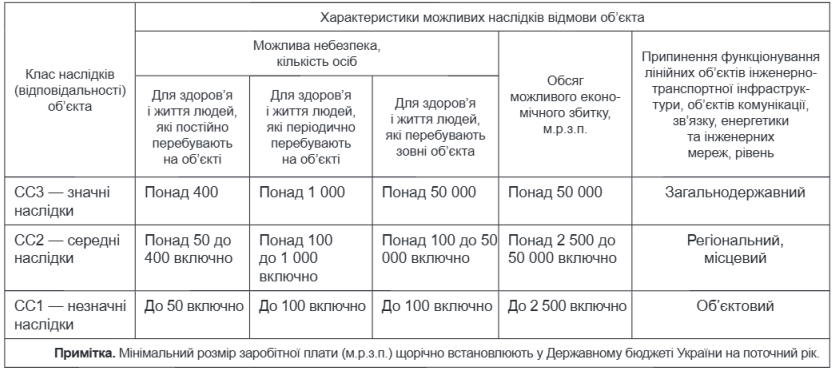 Клас наслідків
(відповідальності)
об’єкта
Характеристики можливих наслідків відмови об’єкта
Можлива небезпека,
кількість осіб
Для здоров’я
і життя людей,
які постійно
перебувають
на об’єкті
Для здоров’я
і життя людей,
які періодично
перебувають
на об’єкті
Для здоров’я
і життя людей,
які перебувають
зовні об’єкта
Обсяг
можливого еконо-
мічного збитку,
м.р.з.п.
Припинення функціонування
лінійних об’єктів інженерно-
транспортної інфраструк-
тури, об’єктів комунікації,
зв’язку, енергетики
та інженерних
мереж, рівень
СС3 — значні
наслідки
Понад 400
Понад 1 000
Понад 50 000
Понад 50 000
Загальнодержавний
СС2 — середні
наслідки
Понад 50 до
400 включно
Понад 100
до 1 000
включно
Понад 100 до 50
000 включно
Понад 2 500 до
50 000 включно
Регіональний,
місцевий
СС1 — незначні
наслідки
До 50 включно
До 100 включно
До 100 включно
До 2 500 включно
Об’єктовий
Примітка. Мінімальний розмір заробітної плати (м.р.з.п.) щорічно встановлюють у Державному бюджеті України на поточний рік.